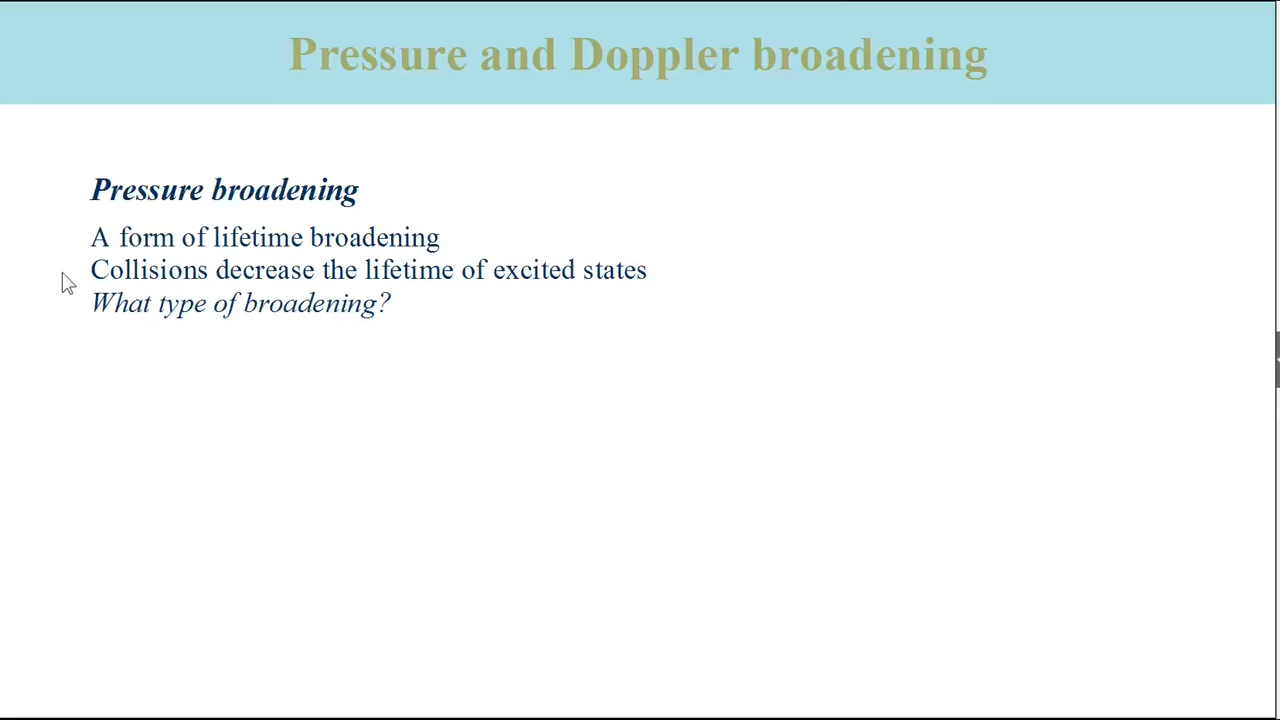 Pressure and Doppler broadening
Pressure broadening
A form of lifetime broadening
Collisions decrease the lifetime of excited states
What type of broadening?